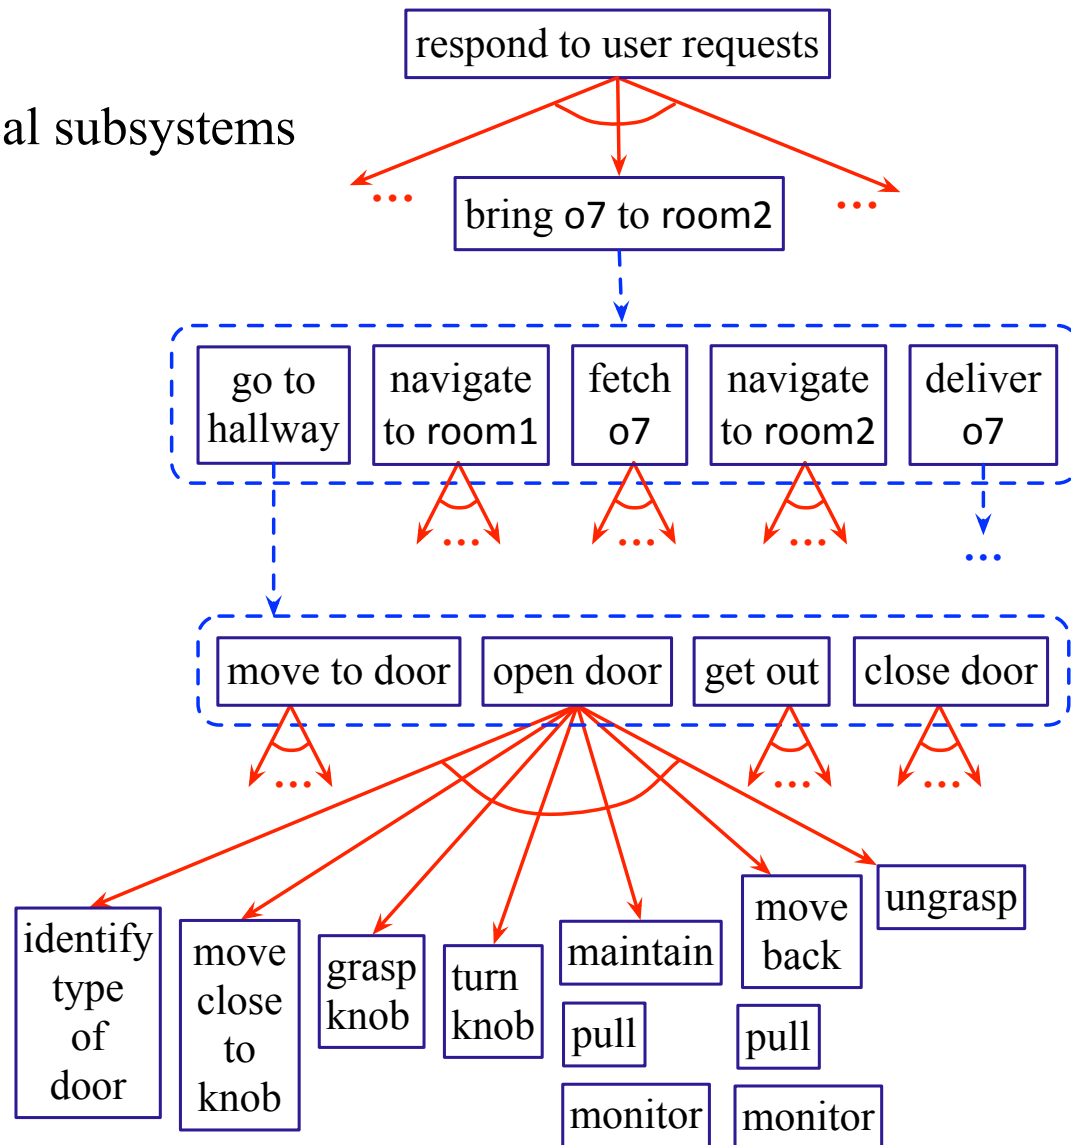 respond to user requests
al subsystems
...
bring o7 to room2
...
go to
hallway
navigate
to room1
fetch
o7
navigate
to room2
deliver
o7
...
...
...
...
move to door
open door
get out
close door
...
...
...
identify
type
of
door
move
close
to
knob
grasp
knob
turn
knob
maintain
pull
monitor
move
back
pull
monitor
ungrasp